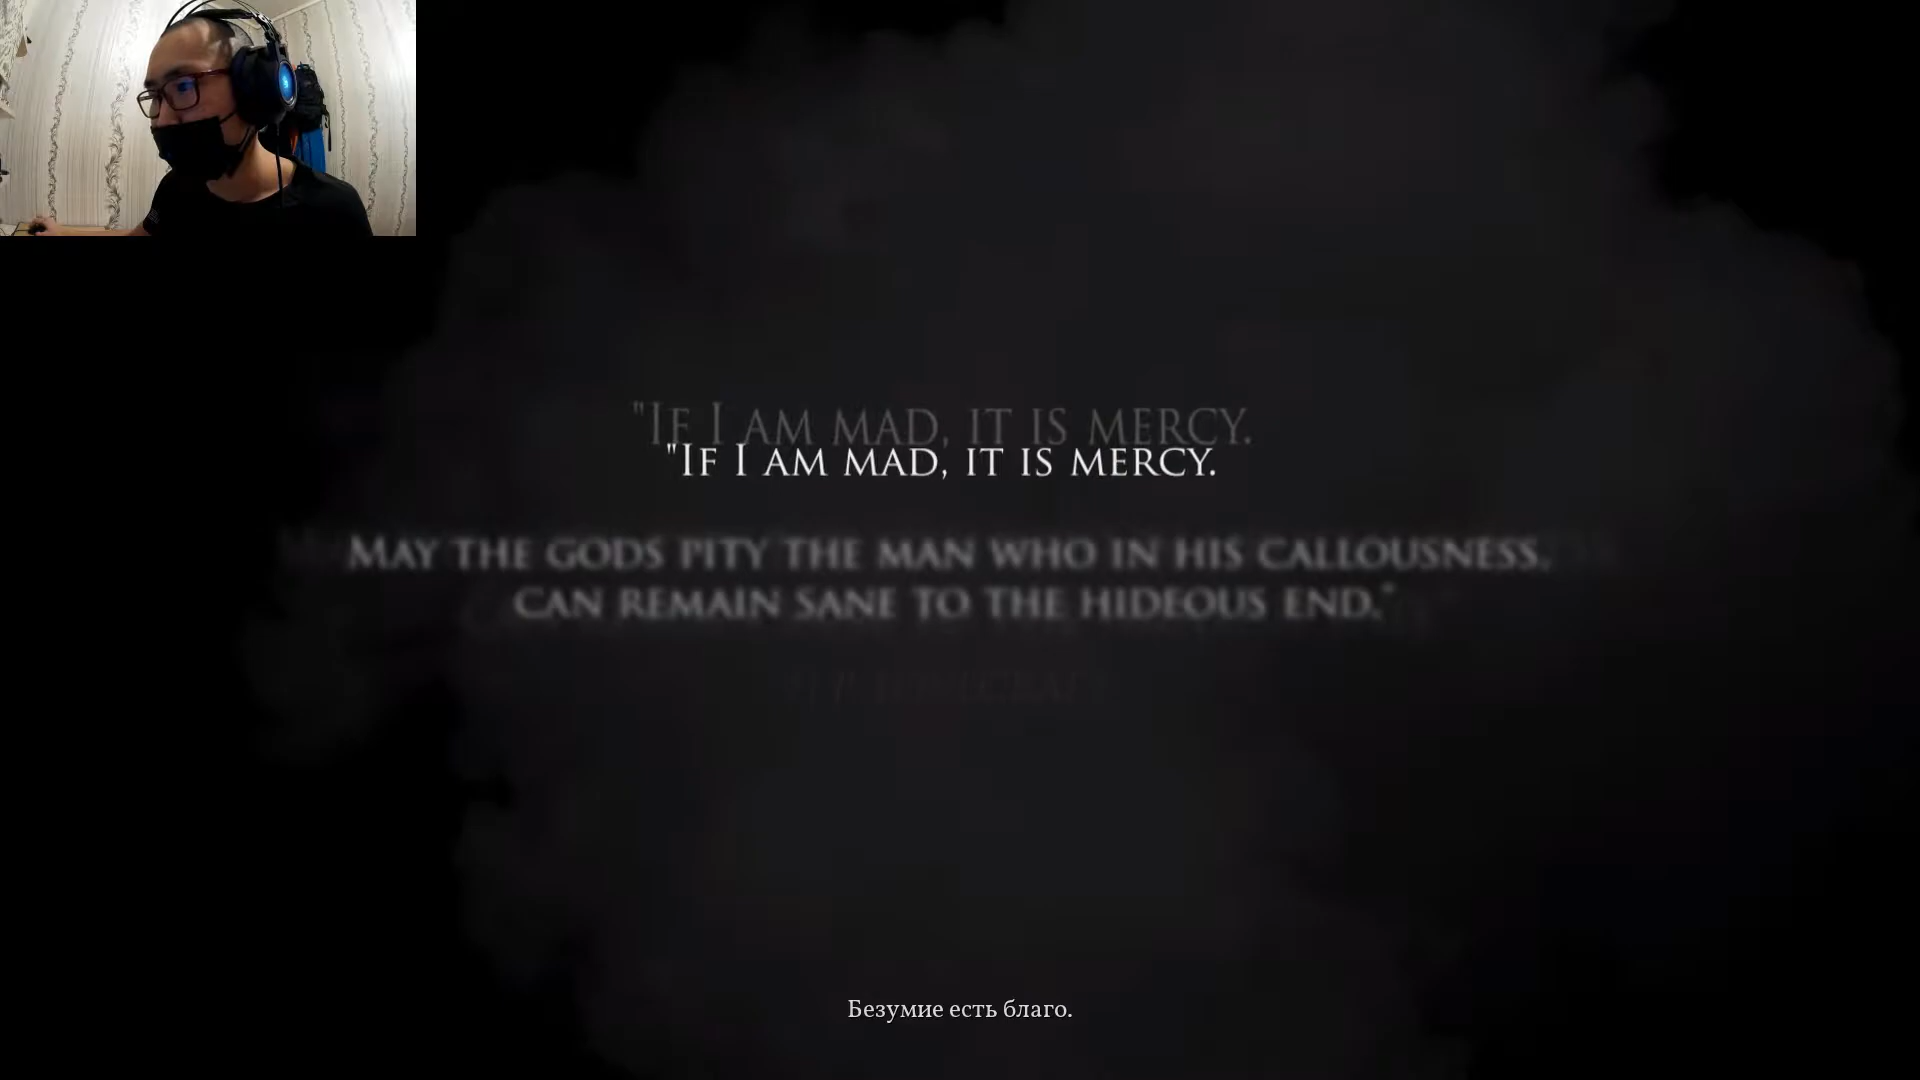 "If I am mad, it is mercy.
"If I am mad, it is mercy.
May the gods pity the man who in his callousness,
can remain sane to the hideous end."
Безумие есть благо.